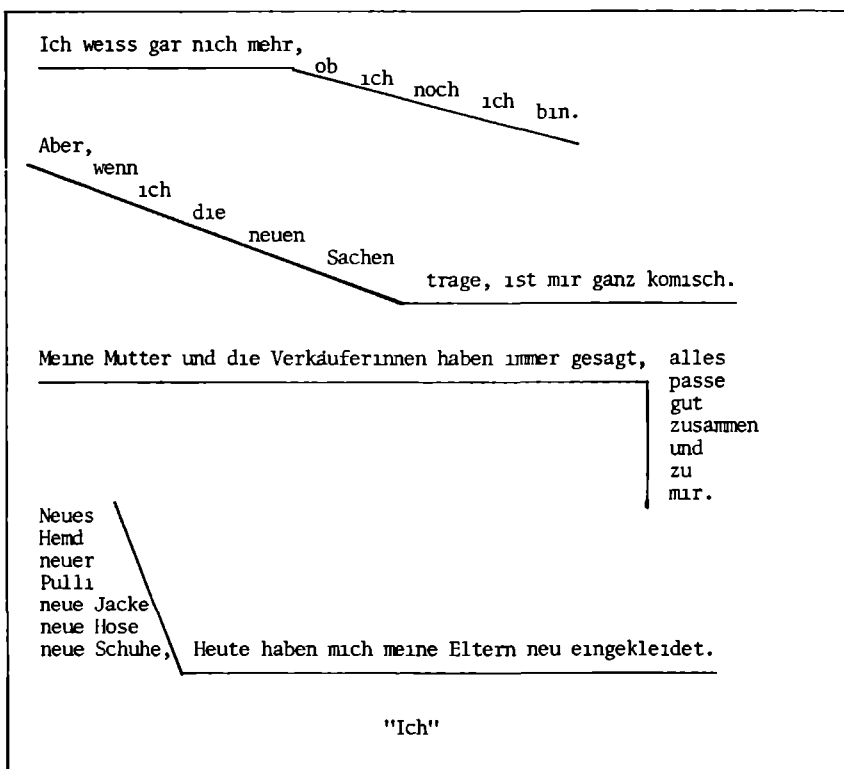 Ich weiss gar nich mehr,
ob ich noch ich bin.
Aber,
wenn
ich
die
neuen
Sachen
trage, ist mir ganz komisch.
Meine Mutter und die Verkäuferinnen haben immer gesagt, alles
passe
gut
zusammen
und
zu
mir.
Neues
Hemd
neuer
Pulli
neue Jacke
neue Hose
neue Schuhe, Heute haben mich meine Eltern neu eingekleidet.
"Ich"